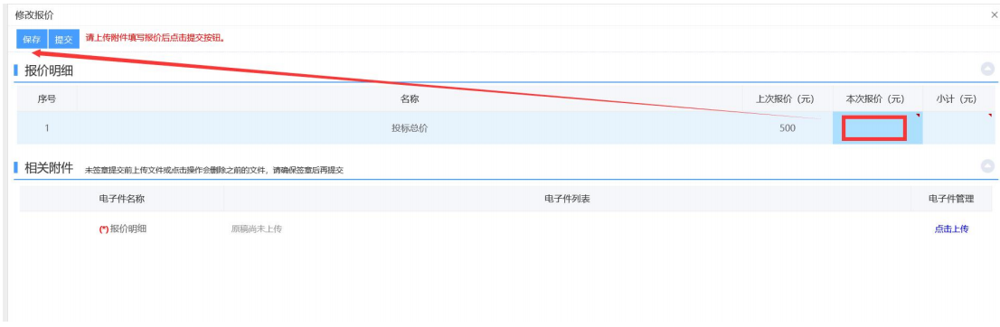 修改报价
×
保存 提交 请上传附件填写报价后点击提交按钮。
报价明细
序号 名称 上次报价（元） 本次报价（元） 小计（元）
1 投标总价 500
相关附件 未签章提交前上传文件或点击操作会删除之前的文件，请确保签章后再提交
电子件名称 电子件列表 电子件管理
(*)报价明细 原稿尚未上传 点击上传